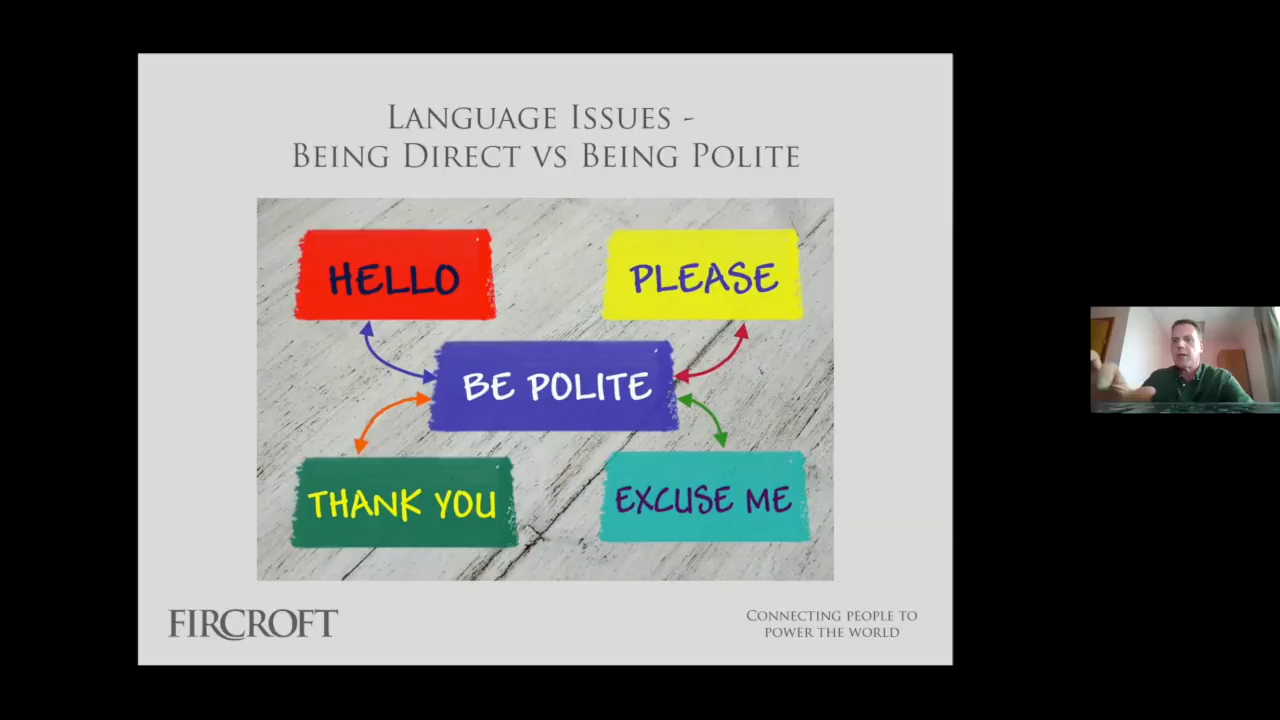 LANGUAGE ISSUES -
BEING DIRECT VS BEING POLITE
HELLO
PLEASE
BE POLITE
THANK YOU
EXCUSE ME
FIRCROFT
CONNECTING PEOPLE TO
POWER THE WORLD